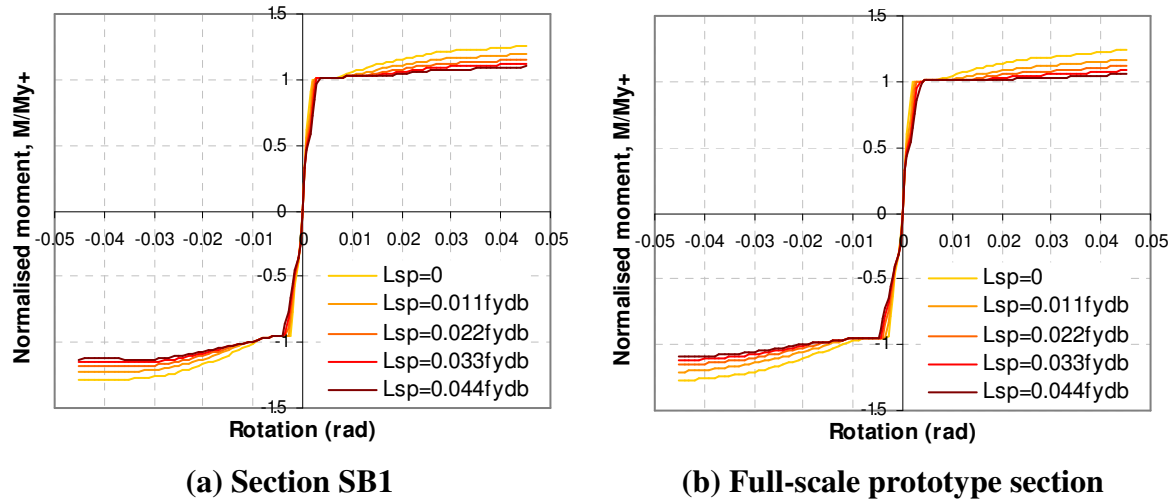 Normalised moment, M/My+
1.5
1
0.5
0
-0.5
-1
-1.5
-0.05 -0.04 -0.03 -0.02 -0.01 0 0.01 0.02 0.03 0.04 0.05
Lsp=0
Lsp=0.011fydb
Lsp=0.022fydb
Lsp=0.033fydb
Lsp=0.044fydb
Rotation (rad)
(a) Section SB1
Normalised moment, M/My+
1.5
1
0.5
0
-0.5
-1
-1.5
-0.05 -0.04 -0.03 -0.02 -0.01 0 0.01 0.02 0.03 0.04 0.05
Lsp=0
Lsp=0.011fydb
Lsp=0.022fydb
Lsp=0.033fydb
Lsp=0.044fydb
Rotation (rad)
(b) Full-scale prototype section